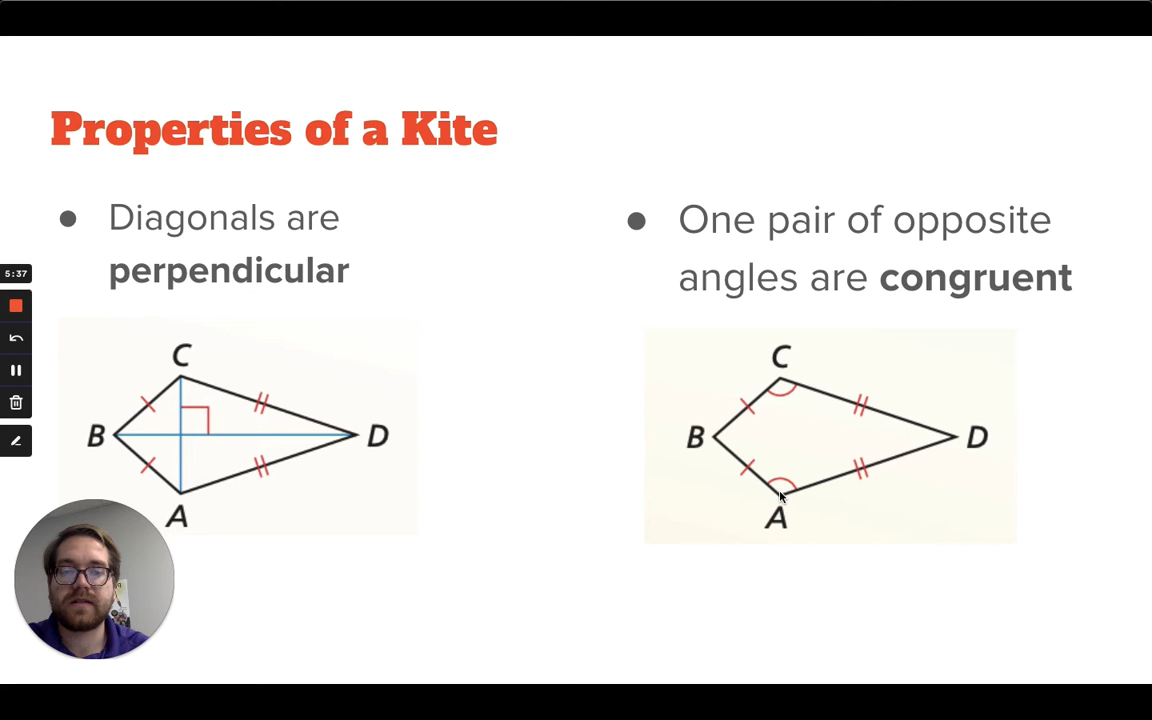 Properties of a Kite
● Diagonals are
perpendicular
● One pair of opposite
angles are congruent
5:37
C
B
D
A
C
B
D
A